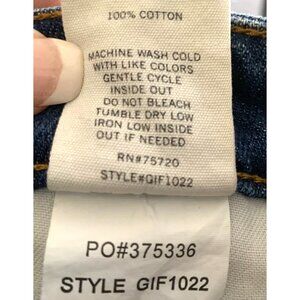 100% COTTON
MACHINE WASH COLD
WITH LIKE COLORS
GENTLE CYCLE
INSIDE OUT
DO NOT BLEACH
TUMBLE DRY LOW
IRON LOW INSIDE
OUT IF NEEDED
RN#75720
STYLE#GIF1022
PO#375336
STYLE GIF1022